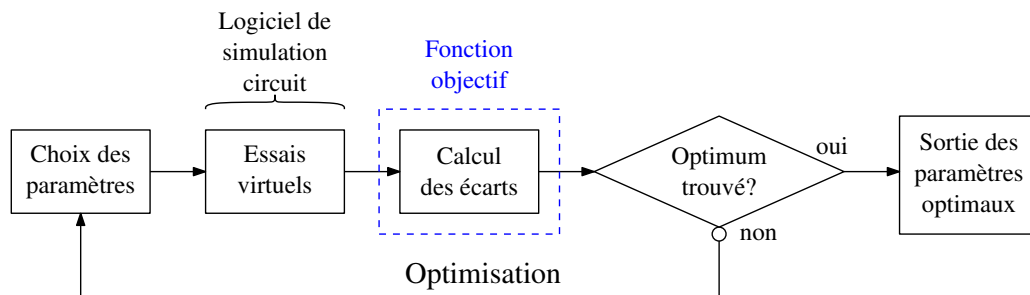 Logiciel de
simulation
circuit
Fonction
objectif
Choix des
paramètres
Essais
virtuels
Calcul
des écarts
Optimum
trouvé?
oui
non
Sortie des
paramètres
optimaux
Optimisation